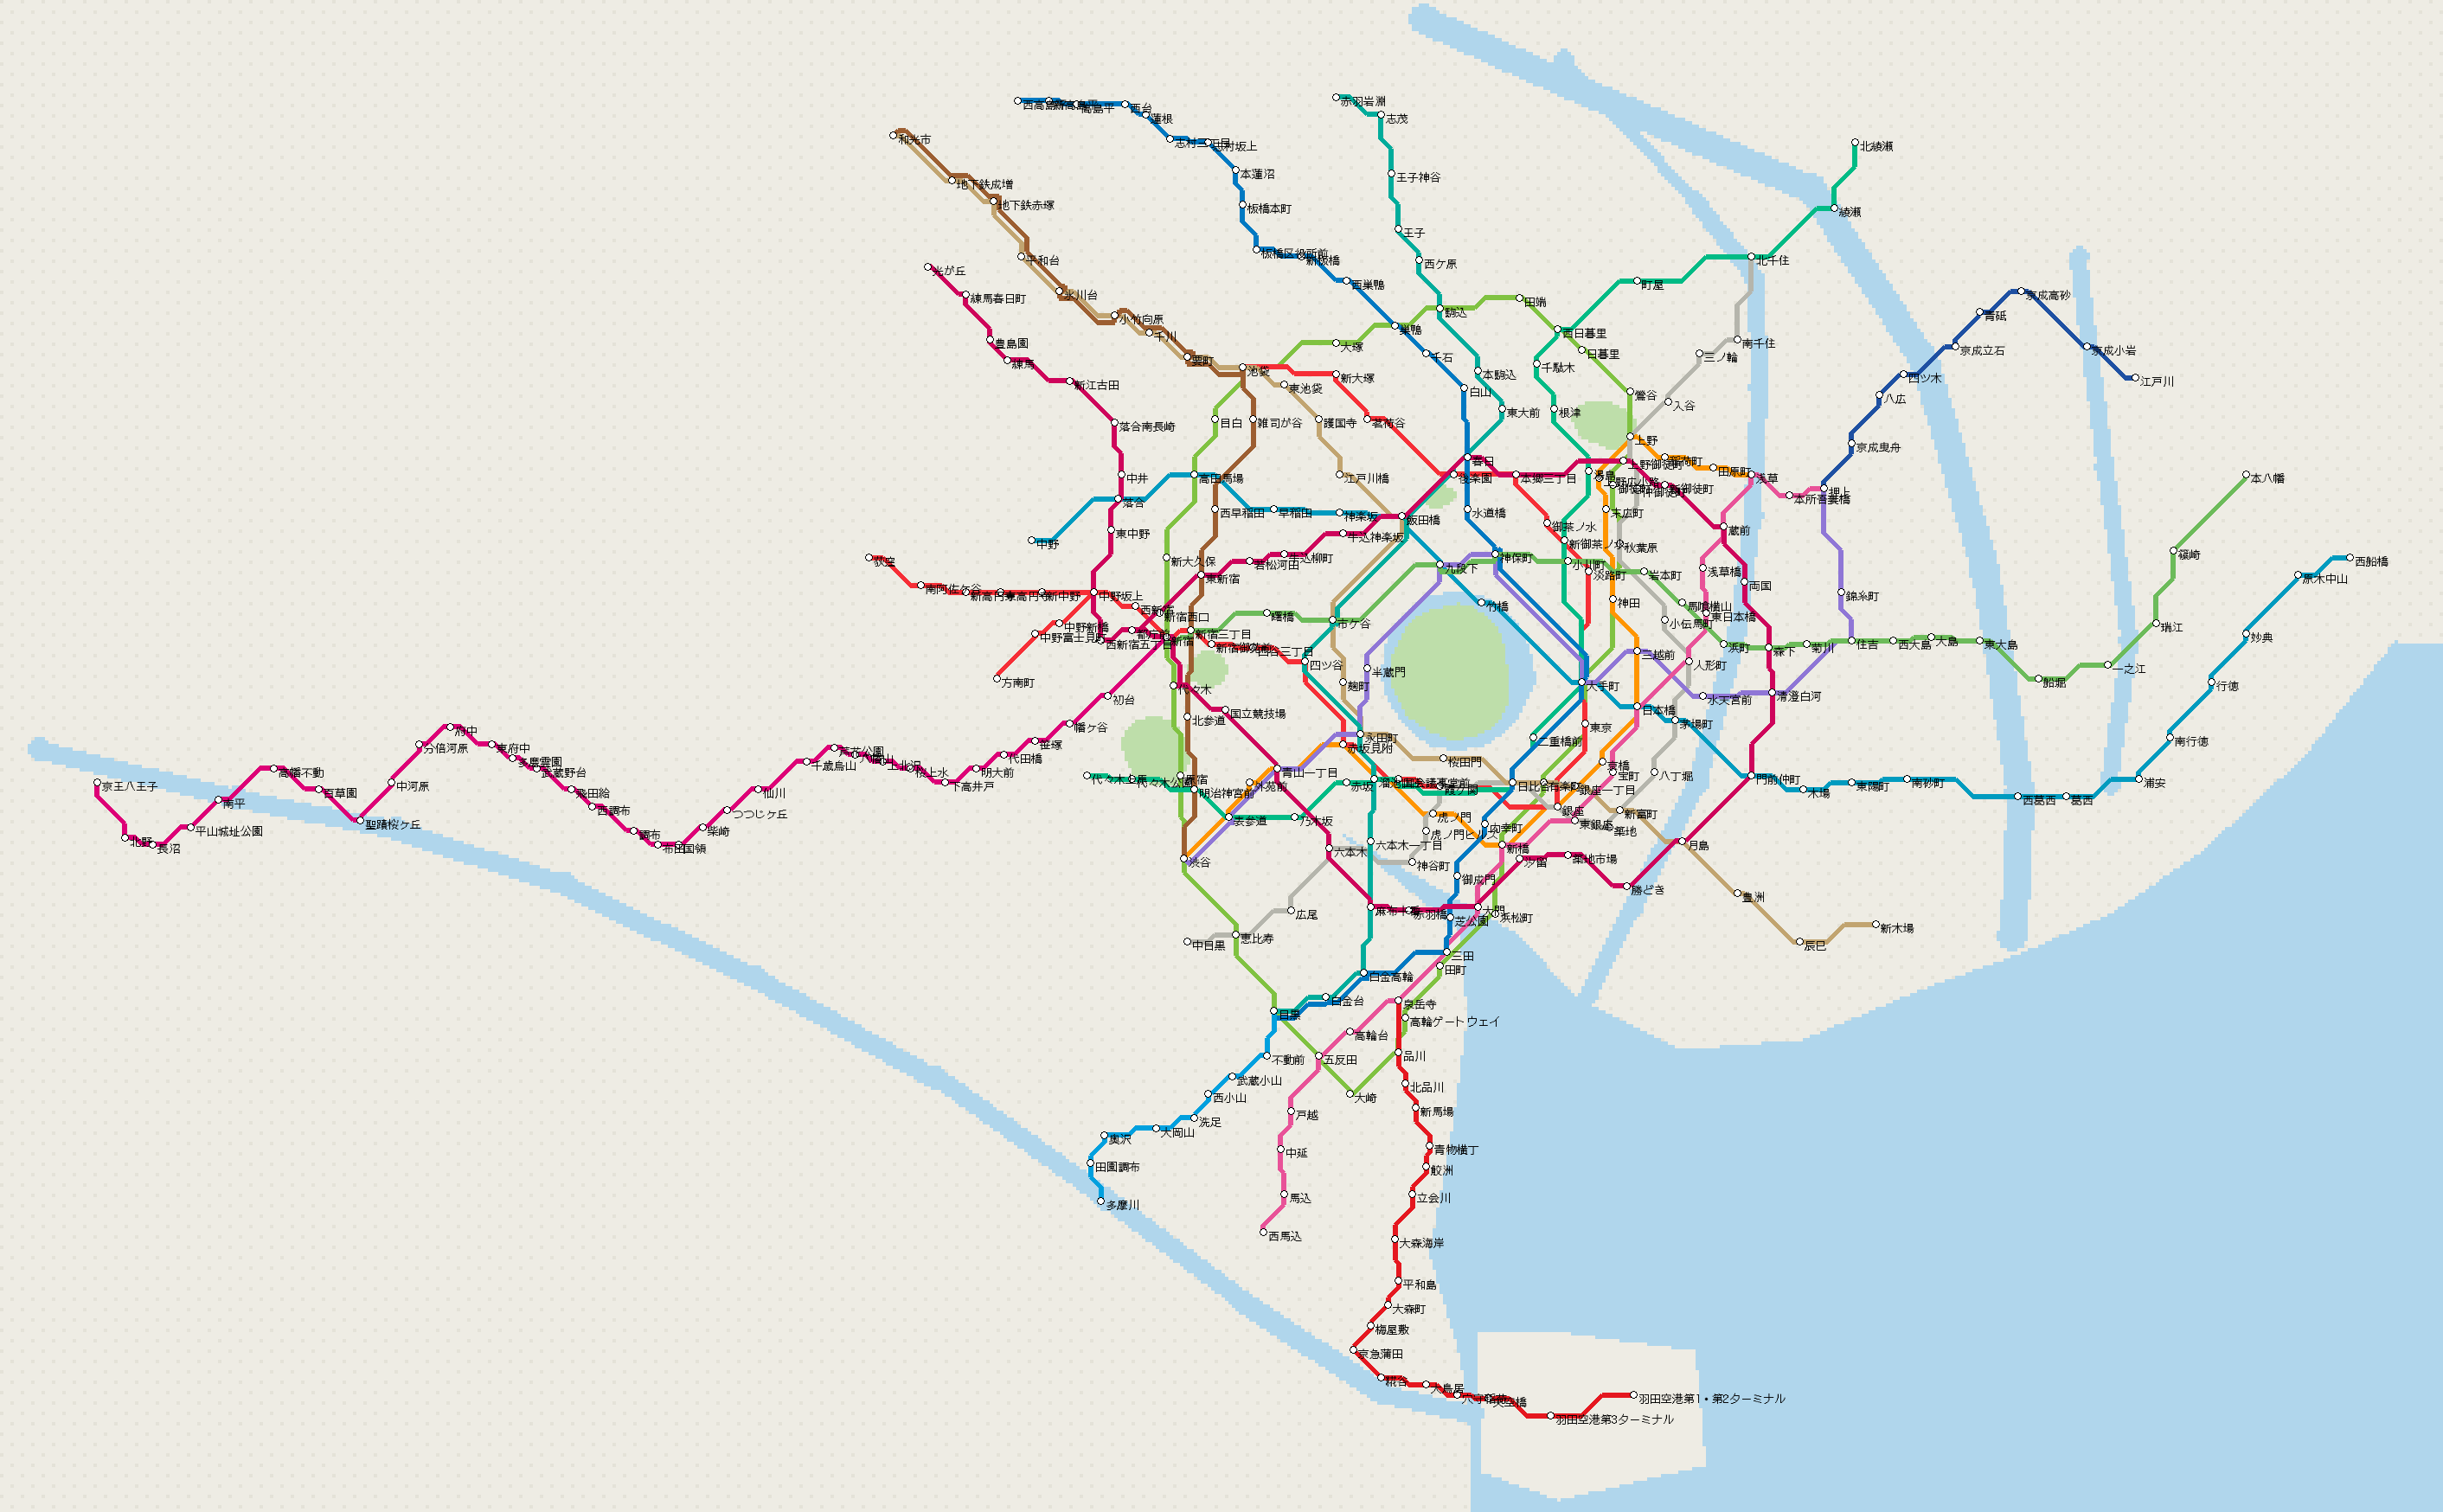 赤羽岩淵
西高島平
新高島平
高島平
西台
蓮根
志茂
和光市
志村三丁目
志村坂上
北綾瀬
本蓮沼
王子神谷
地下鉄成増
地下鉄赤塚
板橋本町
綾瀬
王子
板橋区役所前
新板橋
平和台
西ケ原
北千住
光が丘
西巣鴨
町屋
氷川台
練馬春日町
京成高砂
田端
駒込
青砥
小竹向原
巣鴨
千川
西日暮里
豊島園
大塚
日暮里
南千住
京成立石
京成小岩
練馬
要町
千石
三ノ輪
池袋
新大塚
本駒込
千駄木
四ツ木
江戸川
新江古田
東池袋
白山
鶯谷
八広
入谷
東大前
根津
落合南長崎
目白
雑司が谷
護国寺
茗荷谷
上野
京成曳舟
春日
上野御徒町
稲荷町
田原町
浅草
中井
高田馬場
江戸川橋
後楽園
本郷三丁目
湯島
上野広小路
御徒町
仲御徒町
新御徒町
本所吾妻橋
押上
本八幡
落合
西早稲田
早稲田
神楽坂
飯田橋
水道橋
末広町
御茶ノ水
蔵前
東中野
牛込神楽坂
中野
新御茶ノ水
秋葉原
荻窪
新大久保
若松河田
牛込柳町
神保町
小川町
篠崎
西船橋
九段下
淡路町
岩本町
浅草橋
東新宿
原木中山
南阿佐ケ谷
新高円寺
東高円寺
新中野
中野坂上
両国
錦糸町
西新宿
竹橋
神田
馬喰横山
新宿西口
曙橋
市ケ谷
小伝馬町
東日本橋
中野新橋
中野富士見町
都庁前
西新宿五丁目
新宿
新宿三丁目
新宿御苑前
四谷三丁目
瑞江
妙典
浜町
森下
菊川
住吉
西大島
大島
東大島
三越前
人形町
四ツ谷
半蔵門
一之江
方南町
麹町
大手町
船堀
行徳
代々木
初台
水天宮前
清澄白河
国立競技場
日本橋
北参道
茅場町
幡ケ谷
東京
府中
永田町
二重橋前
南行徳
分倍河原
東府中
笹塚
赤坂見附
芦花公園
八幡山
代田橋
多磨霊園
桜田門
京橋
千歳烏山
上北沢
高幡不動
武蔵野台
桜上水
明大前
青山一丁目
宝町
八丁堀
門前仲町
代々木上原
代々木公園
原宿
京王八王子
中河原
下高井戸
外苑前
赤坂
溜池山王
国会議事堂前
霞ケ関
日比谷
有楽町
銀座一丁目
木場
東陽町
南砂町
浦安
百草園
飛田給
仙川
明治神宮前
西葛西
葛西
南平
西調布
つつじヶ丘
銀座
新富町
表参道
乃木坂
虎ノ門
聖蹟桜ヶ丘
内幸町
東銀座
築地
平山城址公園
調布
柴崎
虎ノ門ヒルズ
北野
長沼
布田
国領
六本木
六本木一丁目
新橋
月島
渋谷
神谷町
汐留
築地市場
御成門
勝どき
豊洲
広尾
麻布十番
赤羽橋
大門
浜松町
芝公園
新木場
中目黒
恵比寿
辰巳
三田
田町
白金高輪
白金台
泉岳寺
目黒
高輪ゲートウェイ
高輪台
不動前
五反田
品川
武蔵小山
北品川
西小山
大崎
新馬場
戸越
洗足
大岡山
奥沢
青物横丁
中延
田園調布
鮫洲
馬込
立会川
多摩川
西馬込
大森海岸
平和島
大森町
梅屋敷
京急蒲田
糀谷
大鳥居
穴守稲荷
天空橋
羽田空港第1・第2ターミナル
羽田空港第3ターミナル